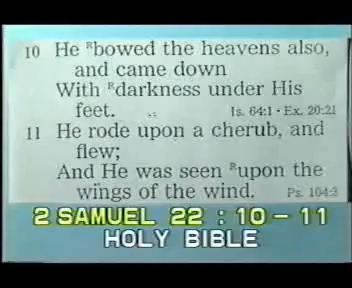 10 He ᴿbowed the heavens also,
and came down
With ᴿdarkness under His
feet. Is. 64:1 · Ex. 20:21
11 He rode upon a cherub, and
flew;
And He was seen ᴿupon the
wings of the wind. Ps. 104:3
2 SAMUEL 22 : 10 - 11
HOLY BIBLE